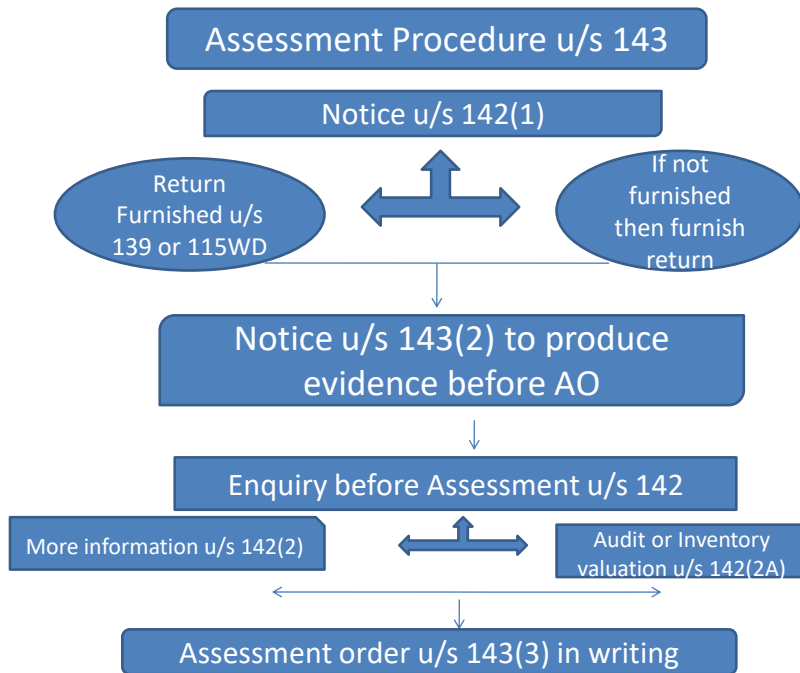 Assessment Procedure u/s 143
Notice u/s 142(1)
Return
Furnished u/s
139 or 115WD
If not
furnished
then furnish
return
Notice u/s 143(2) to produce
evidence before AO
Enquiry before Assessment u/s 142
More information u/s 142(2)
Audit or Inventory
valuation u/s 142(2A)
Assessment order u/s 143(3) in writing